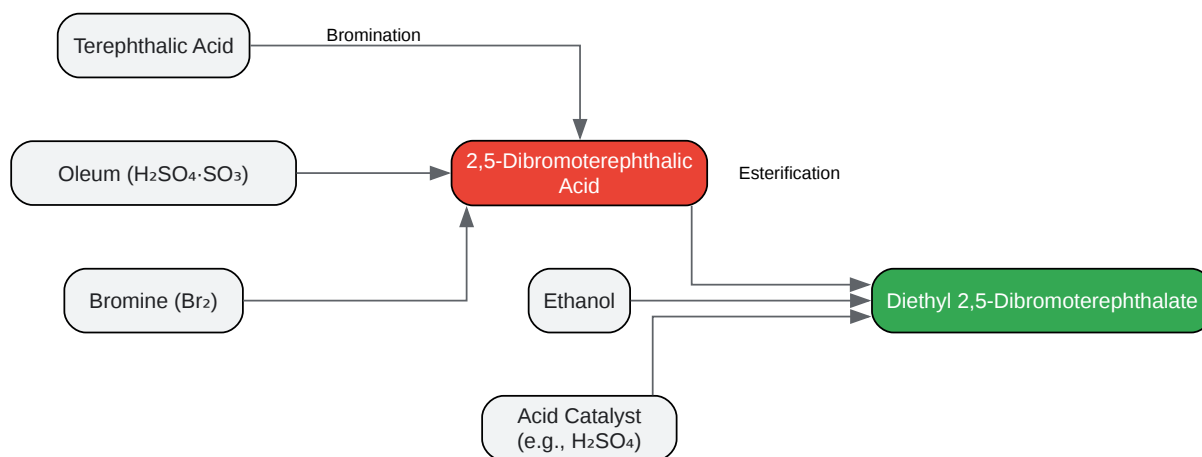 Terephthalic Acid
Bromination
Oleum (H₂SO₄·SO₃)
2,5-Dibromoterephthalic
Acid
Esterification
Bromine (Br₂)
Ethanol
Diethyl 2,5-Dibromoterephthalate
Acid Catalyst
(e.g., H₂SO₄)